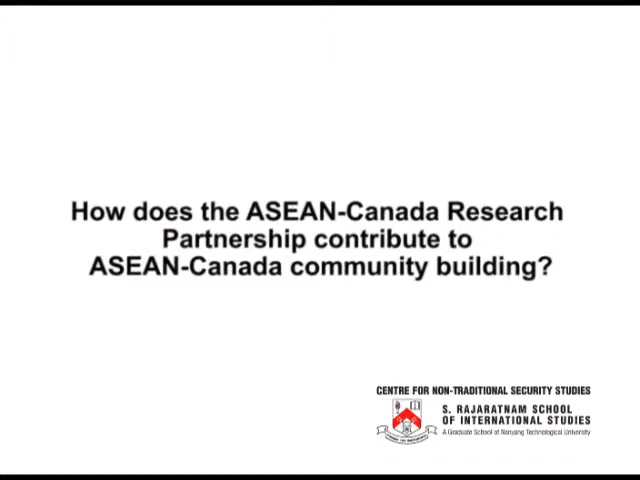 How does the ASEAN-Canada Research
Partnership contribute to
ASEAN-Canada community building?
CENTRE FOR NON-TRADITIONAL SECURITY STUDIES
S. RAJARATNAM SCHOOL
OF INTERNATIONAL STUDIES
A Graduate School of Nanyang Technological University